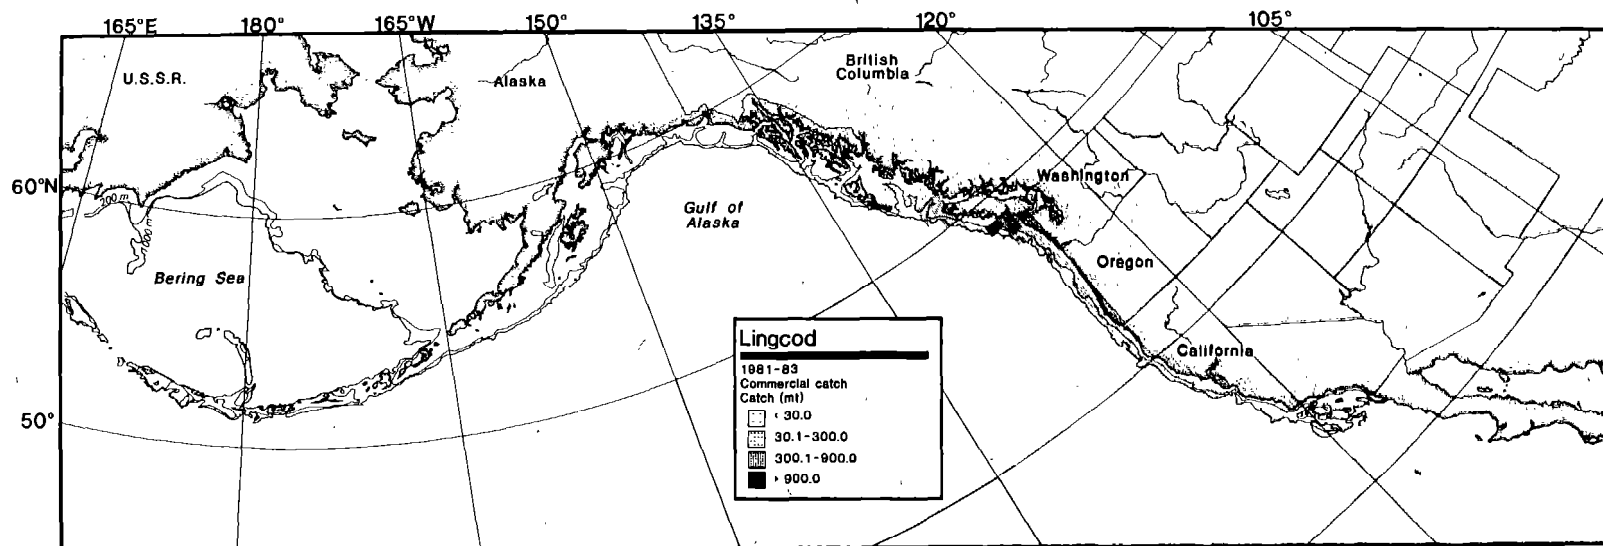 165°E 180° 165°W 150° 135° 120° 105°
U.S.S.R.
Alaska
British
Columbia
60°N
200 m
1000 m
Washington
Gulf of
Alaska
Oregon
Bering Sea
California
50°
Lingcod
1981-83
Commercial catch
Catch (mt)
‹ 30.0
30.1-300.0
300.1-900.0
› 900.0